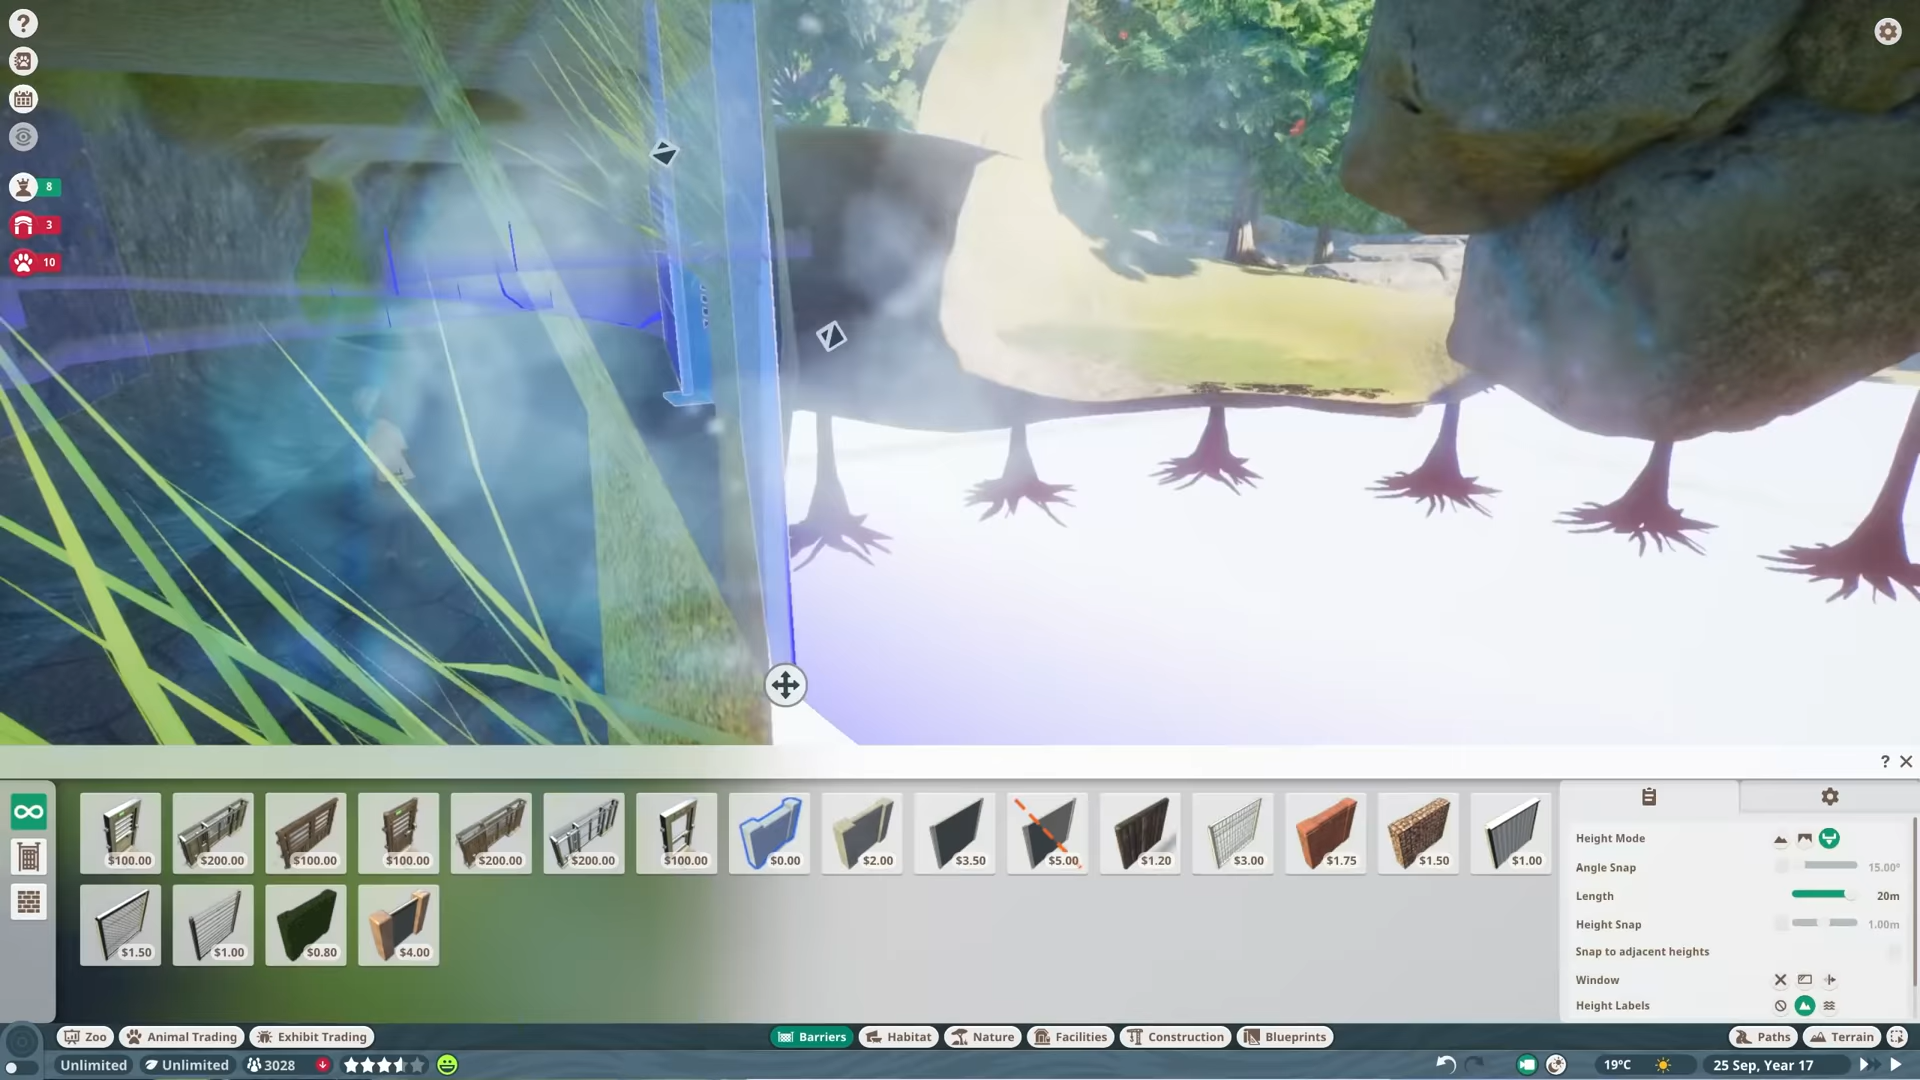 8
3
10
$100.00 $200.00 $100.00 $100.00 $200.00 $200.00 $100.00 $0.00 $2.00 $3.50 $5.00 $1.20 $3.00 $1.75 $1.50 $1.00
$1.50 $1.00 $0.80 $4.00
? 
Height Mode
Angle Snap 15.00°
Length 20m
Height Snap 1.00m
Snap to adjacent heights
Window
Height Labels
Zoo Animal Trading Exhibit Trading Barriers Habitat Nature Facilities Construction Blueprints Paths Terrain
Unlimited Unlimited 3028 19°C 25 Sep, Year 17